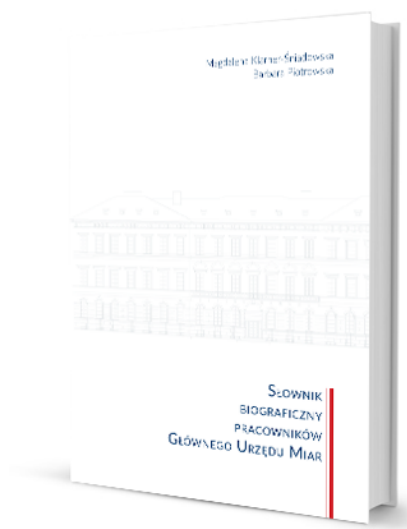 Magdalena Klarner-Śniadowska
Barbara Piotrowska
SŁOWNIK
BIOGRAFICZNY
PRACOWNIKÓW
GŁÓWNEGO URZĘDU MIAR